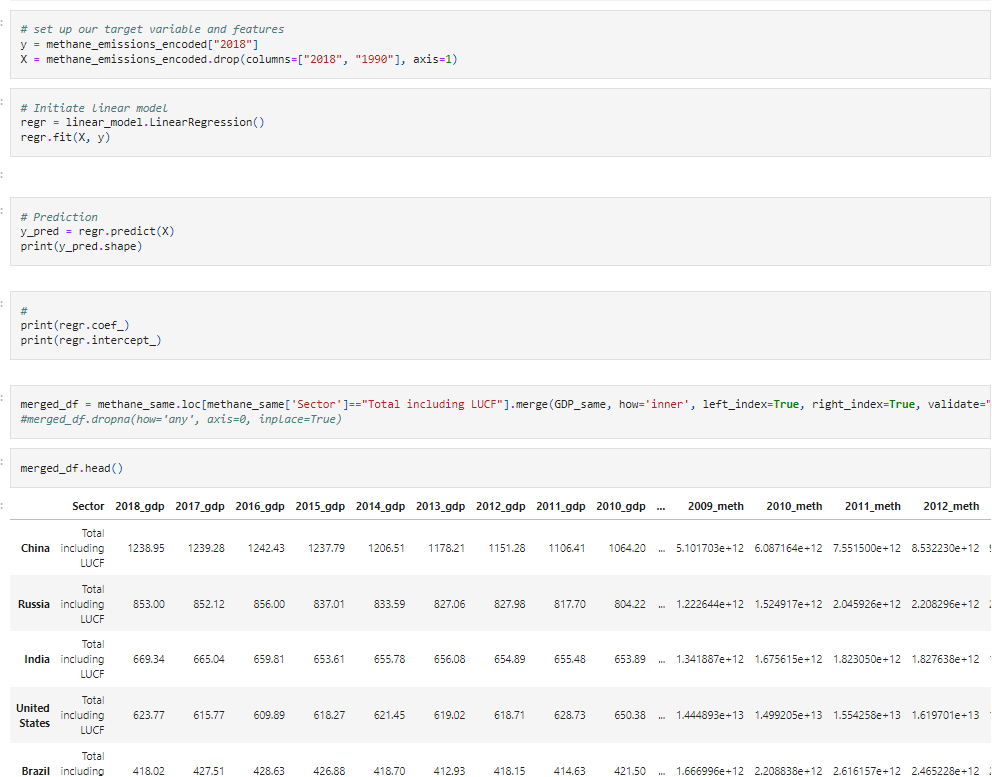 # set up our target variable and features
y = methane_emissions_encoded["2018"]
X = methane_emissions_encoded.drop(columns=["2018", "1990"], axis=1)
# Initiate linear model
regr = linear_model.LinearRegression()
regr.fit(X, y)
# Prediction
y_pred = regr.predict(X)
print(y_pred.shape)
#
print(regr.coef_)
print(regr.intercept_)
merged_df = methane_same.loc[methane_same['Sector']=="Total including LUCF"].merge(GDP_same, how='inner', left_index=True, right_index=True, validate="
#merged_df.dropna(how='any', axis=0, inplace=True)
merged_df.head()
Sector 2018_gdp 2017_gdp 2016_gdp 2015_gdp 2014_gdp 2013_gdp 2012_gdp 2011_gdp 2010_gdp ... 2009_meth 2010_meth 2011_meth 2012_meth
Total
China including 1238.95 1239.28 1242.43 1237.79 1206.51 1178.21 1151.28 1106.41 1064.20 ... 5.101703e+12 6.087164e+12 7.551500e+12 8.532230e+12
LUCF
Total
Russia including 853.00 852.12 856.00 837.01 833.59 827.06 827.98 817.70 804.22 ... 1.222644e+12 1.524917e+12 2.045926e+12 2.208296e+12
LUCF
Total
India including 669.34 665.04 659.81 653.61 655.78 656.08 654.89 655.48 653.89 ... 1.341887e+12 1.675615e+12 1.823050e+12 1.827638e+12
LUCF
United Total
States including 623.77 615.77 609.89 618.27 621.45 619.02 618.71 628.73 650.38 ... 1.444893e+13 1.499205e+13 1.554258e+13 1.619701e+13
LUCF
Total
Brazil including 418.02 427.51 428.63 426.88 418.70 412.93 418.15 414.63 421.50 ... 1.666996e+12 2.208838e+12 2.616157e+12 2.465228e+12